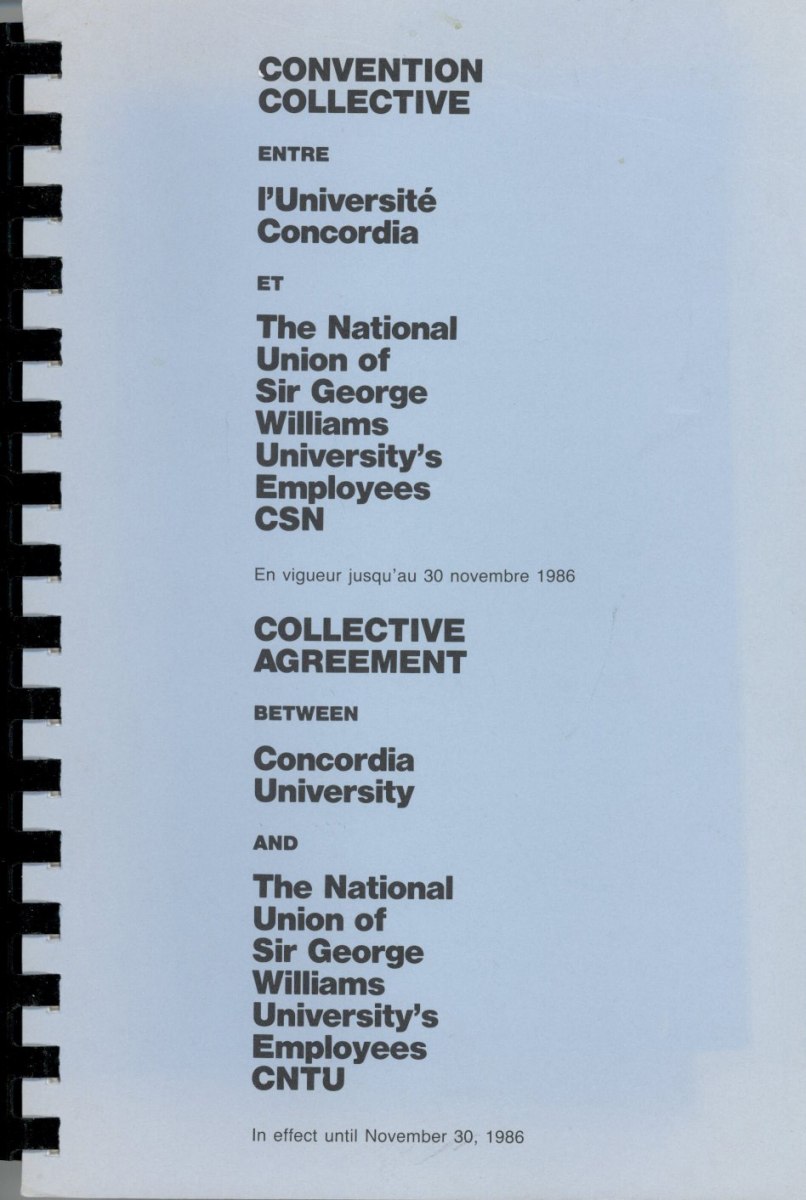 CONVENTION
COLLECTIVE
ENTRE
l'Université
Concordia
ET
The National
Union of
Sir George
Williams
University's
Employees
CSN
En vigueur jusqu'au 30 novembre 1986
COLLECTIVE
AGREEMENT
BETWEEN
Concordia
University
AND
The National
Union of
Sir George
Williams
University's
Employees
CNTU
In effect until November 30, 1986